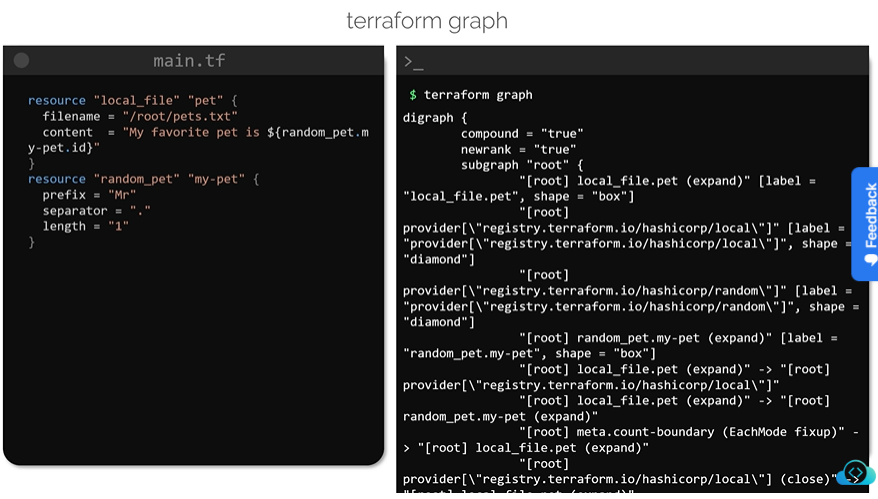 terraform graph
main.tf
resource "local_file" "pet" {
filename = "/root/pets.txt"
content = "My favorite pet is ${random_pet.m
y-pet.id}"
}
resource "random_pet" "my-pet" {
prefix = "Mr"
separator = "."
length = "1"
}
>_
$ terraform graph
digraph {
compound = "true"
newrank = "true"
subgraph "root" {
"[root] local_file.pet (expand)" [label =
"local_file.pet", shape = "box"]
"[root]
provider[\"registry.terraform.io/hashicorp/local\"]" [label =
"provider[\"registry.terraform.io/hashicorp/local\"]", shape =
"diamond"]
"[root]
provider[\"registry.terraform.io/hashicorp/random\"]" [label =
"provider[\"registry.terraform.io/hashicorp/random\"]", shape =
"diamond"]
"[root] random_pet.my-pet (expand)" [label =
"random_pet.my-pet", shape = "box"]
"[root] local_file.pet (expand)" -> "[root]
provider[\"registry.terraform.io/hashicorp/local\"]"
"[root] local_file.pet (expand)" -> "[root]
random_pet.my-pet (expand)"
"[root] meta.count-boundary (EachMode fixup)" -
> "[root] local_file.pet (expand)"
"[root]
provider[\"registry.terraform.io/hashicorp/local\"] (close)" ->
"[root] local_file.pet (expand)"
Feedback